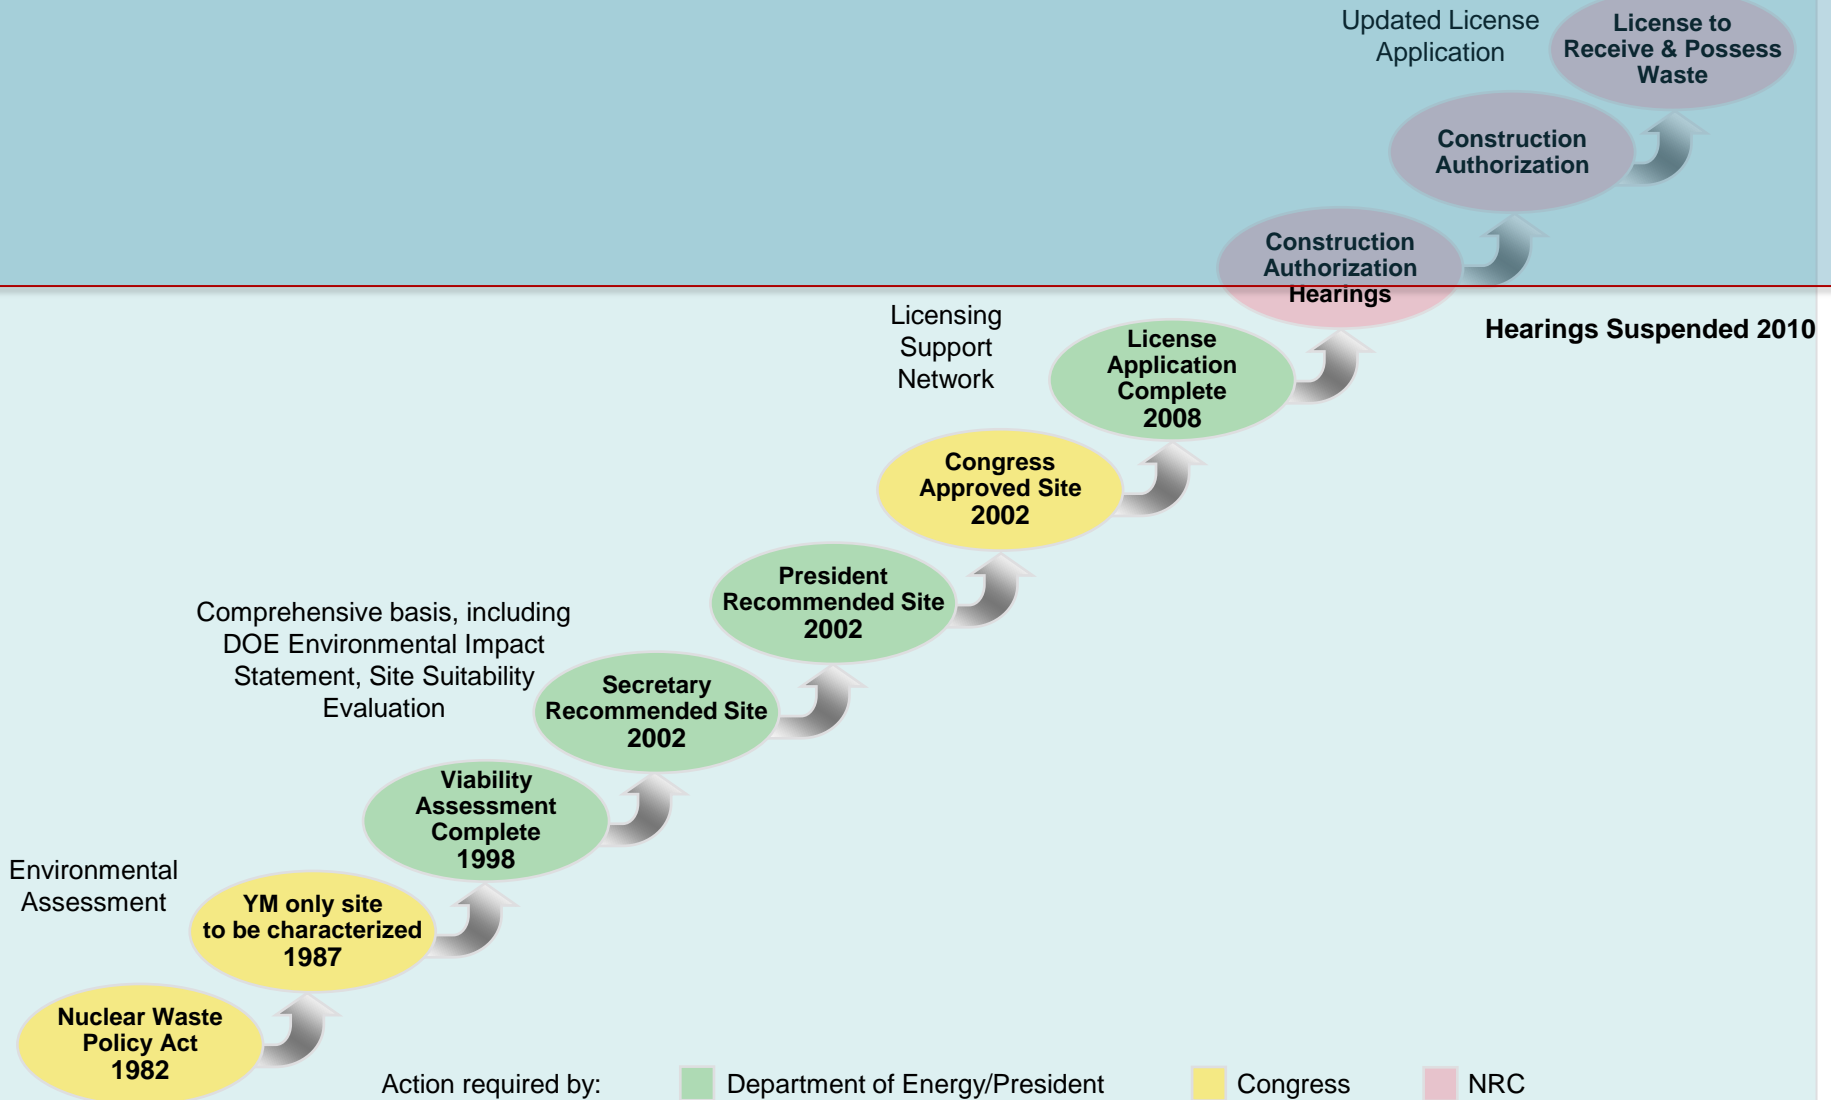 Updated License
Application
License to
Receive & Possess
Waste
Construction
Authorization
Construction
Authorization
Hearings
Hearings Suspended 2010
Licensing
Support
Network
License
Application
Complete
2008
Congress
Approved Site
2002
President
Recommended Site
2002
Comprehensive basis, including
DOE Environmental Impact
Statement, Site Suitability
Evaluation
Secretary
Recommended Site
2002
Viability
Assessment
Complete
1998
Environmental
Assessment
YM only site
to be characterized
1987
Nuclear Waste
Policy Act
1982
Action required by: Department of Energy/President Congress NRC